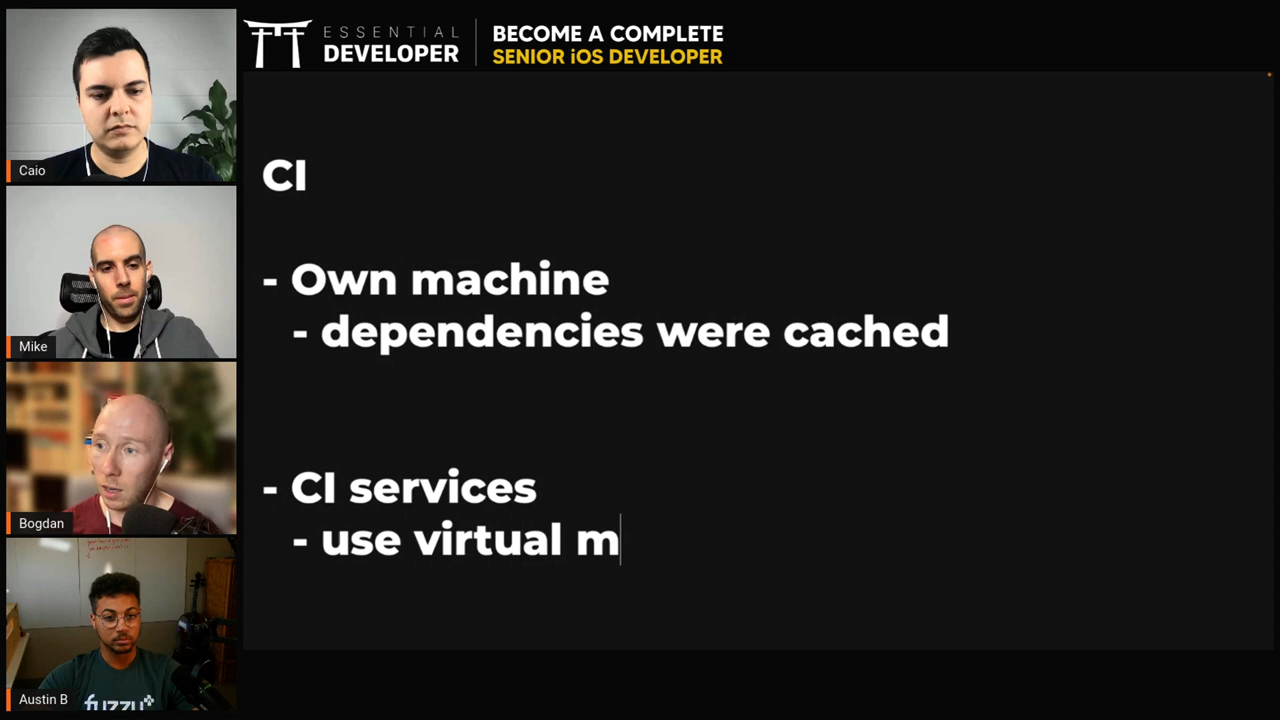 Caio
Mike
Bogdan
Austin B
fuzzy
ESSENTIAL
DEVELOPER
BECOME A COMPLETE
SENIOR iOS DEVELOPER
CI
- Own machine
- dependencies were cached
- CI services
- use virtual m